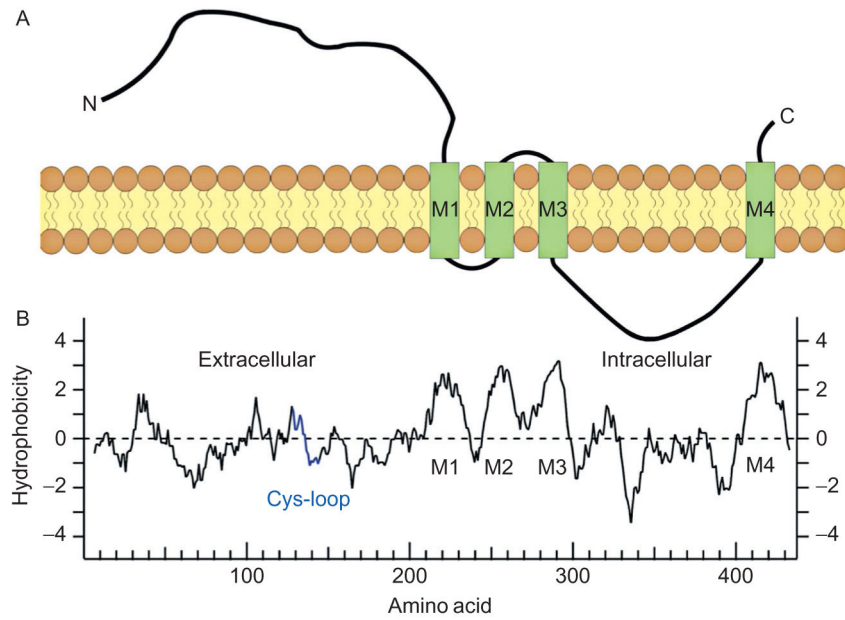 A
N
C
M1 M2 M3 M4
B
4 4
Extracellular Intracellular
2 2
Hydrophobicity
0 0
M1 M2 M3 M4
–2 –2
Cys-loop
–4 –4
100 200 300 400
Amino acid